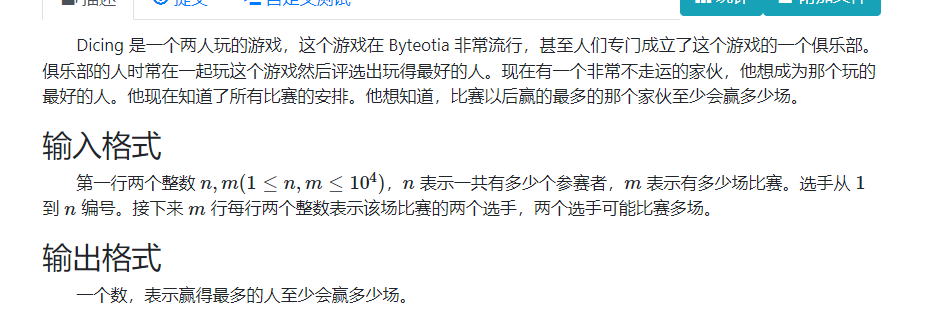 描述 提交 自定义测试
Dicing 是一个两人玩的游戏，这个游戏在 Byteotia 非常流行，甚至人们专门成立了这个游戏的一个俱乐部。
俱乐部的人时常在一起玩这个游戏然后评选出玩得最好的人。现在有一个非常不走运的家伙，他想成为那个玩的
最好的人。他现在知道了所有比赛的安排。他想知道，比赛以后赢的最多的那个家伙至少会赢多少场。
输入格式
第一行两个整数 n, m(1 ≤ n, m ≤ 10⁴)，n 表示一共有多少个参赛者，m 表示有多少场比赛。选手从 1
到 n 编号。接下来 m 行每行两个整数表示该场比赛的两个选手，两个选手可能比赛多场。
输出格式
一个数，表示赢得最多的人至少会赢多少场。